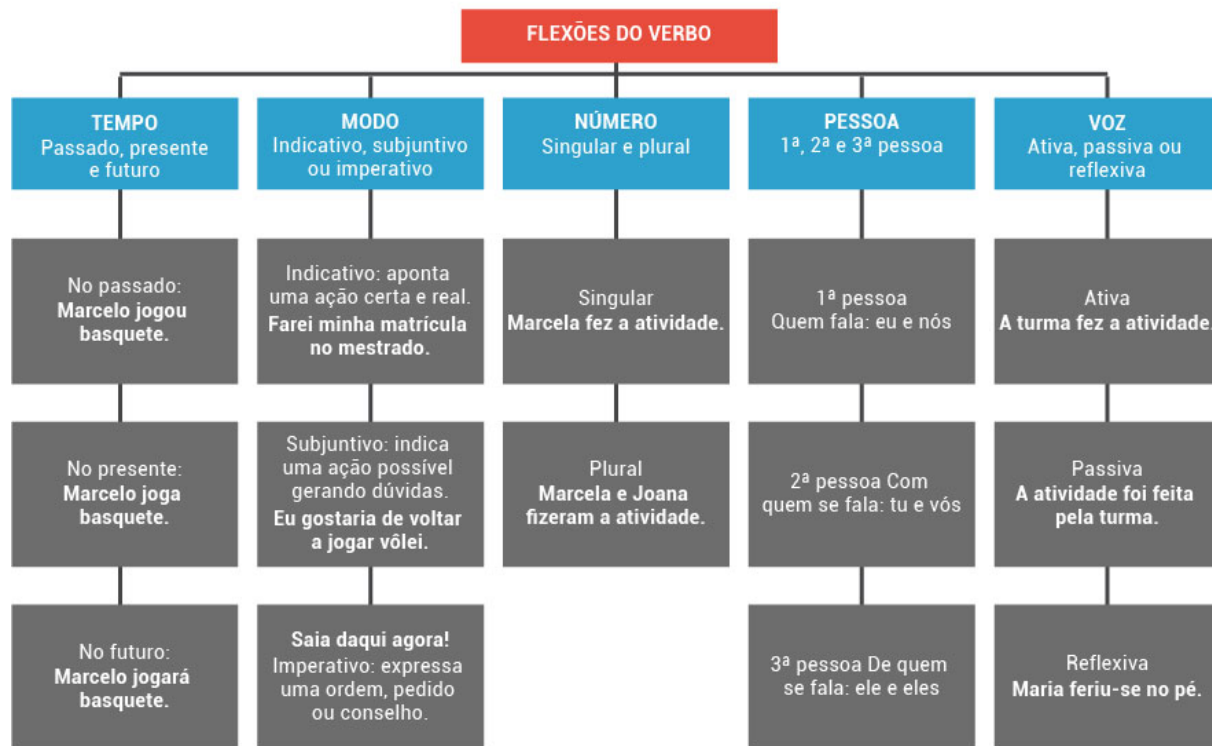 FLEXÕES DO VERBO
TEMPO
Passado, presente
e futuro
No passado:
Marcelo jogou
basquete.
No presente:
Marcelo joga
basquete.
No futuro:
Marcelo jogará
basquete.
MODO
Indicativo, subjuntivo
ou imperativo
Indicativo: aponta
uma ação certa e real.
Farei minha matrícula
no mestrado.
Subjuntivo: indica
uma ação possível
gerando dúvidas.
Eu gostaria de voltar
a jogar vôlei.
Saia daqui agora!
Imperativo: expressa
uma ordem, pedido
ou conselho.
NÚMERO
Singular e plural
Singular
Marcela fez a atividade.
Plural
Marcela e Joana
fizeram a atividade.
PESSOA
1ª, 2ª e 3ª pessoa
1ª pessoa
Quem fala: eu e nós
2ª pessoa Com
quem se fala: tu e vós
3ª pessoa De quem
se fala: ele e eles
VOZ
Ativa, passiva ou
reflexiva
Ativa
A turma fez a atividade.
Passiva
A atividade foi feita
pela turma.
Reflexiva
Maria feriu-se no pé.